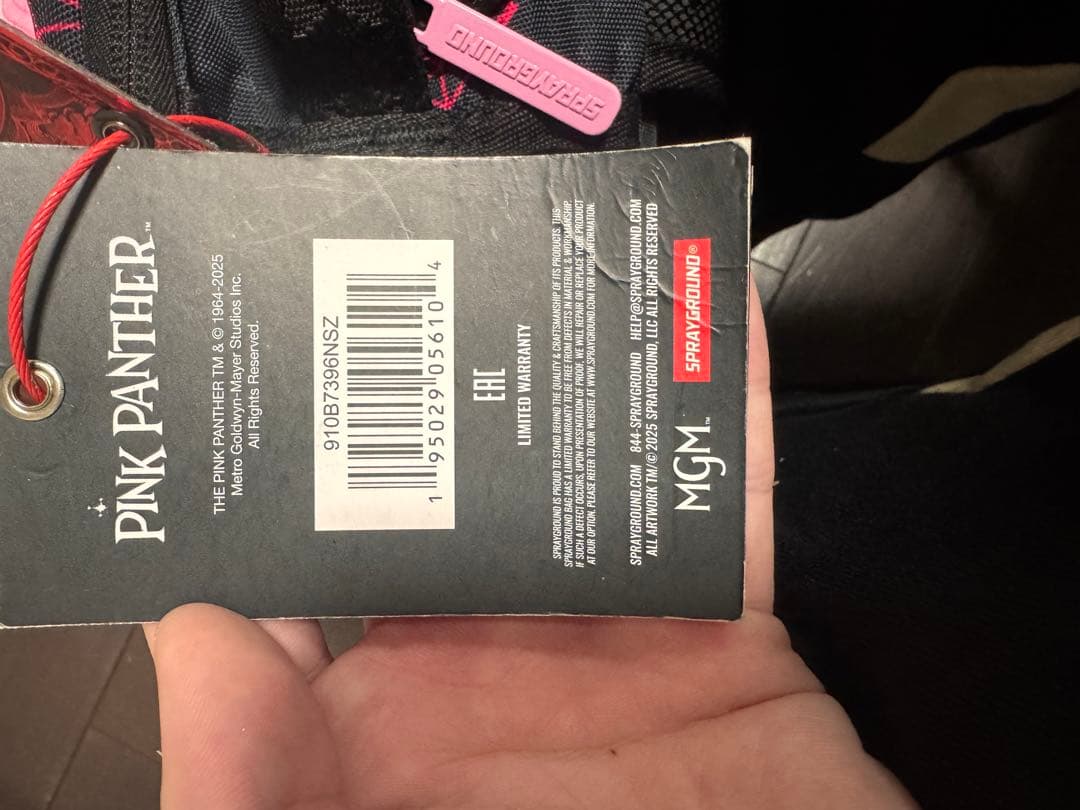 SPRAYGROUND
PINK PANTHER™
THE PINK PANTHER TM & © 1964-2025
Metro Goldwyn-Mayer Studios Inc.
All Rights Reserved.
910B7396NSZ
1 95029 05610 4
EAC
LIMITED WARRANTY
SPRAYGROUND IS PROUD TO STAND BEHIND THE QUALITY & CRAFTSMANSHIP OF ITS PRODUCTS. THIS
SPRAYGROUND BAG HAS A LIMITED WARRANTY TO BE FREE FROM DEFECTS IN MATERIAL & WORKMANSHIP.
IF SUCH A DEFECT OCCURS, UPON PRESENTATION OF PROOF, WE WILL REPAIR OR REPLACE YOUR PRODUCT
AT OUR OPTION. PLEASE REFER TO OUR WEBSITE AT WWW.SPRAYGROUND.COM FOR MORE INFORMATION.
SPRAYGROUND.COM 844-SPRAYGROUND HELP@SPRAYGROUND.COM
ALL ARTWORK TM/© 2025 SPRAYGROUND, LLC ALL RIGHTS RESERVED
MGM™ SPRAYGROUND®